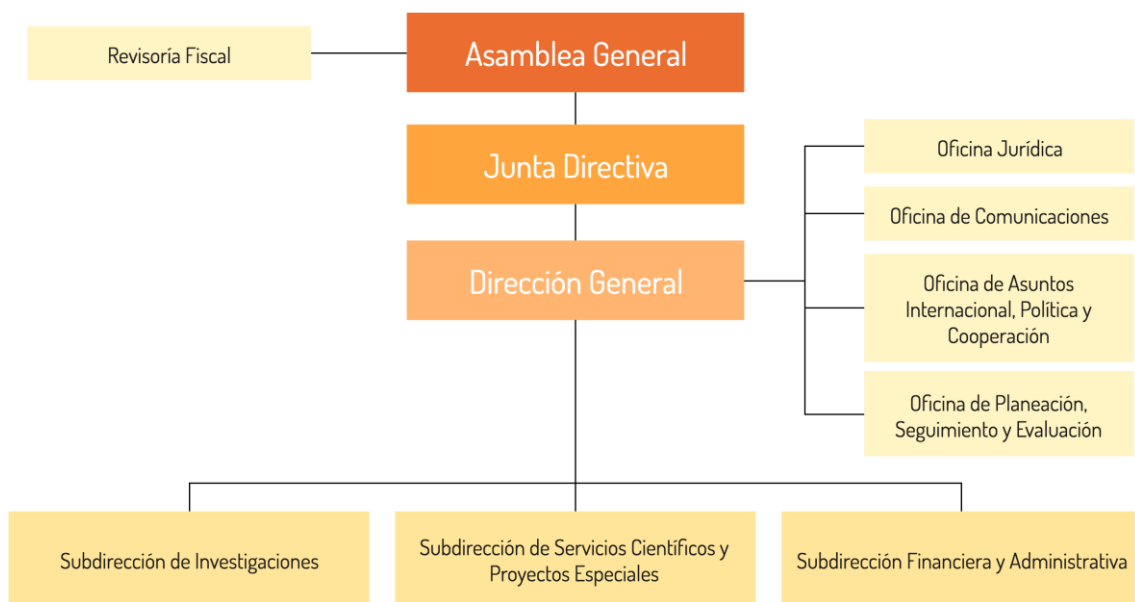 Revisoría Fiscal
Asamblea General
Junta Directiva
Dirección General
Oficina Jurídica
Oficina de Comunicaciones
Oficina de Asuntos
Internacional, Política y
Cooperación
Oficina de Planeación,
Seguimiento y Evaluación
Subdirección de Investigaciones
Subdirección de Servicios Científicos y
Proyectos Especiales
Subdirección Financiera y Administrativa